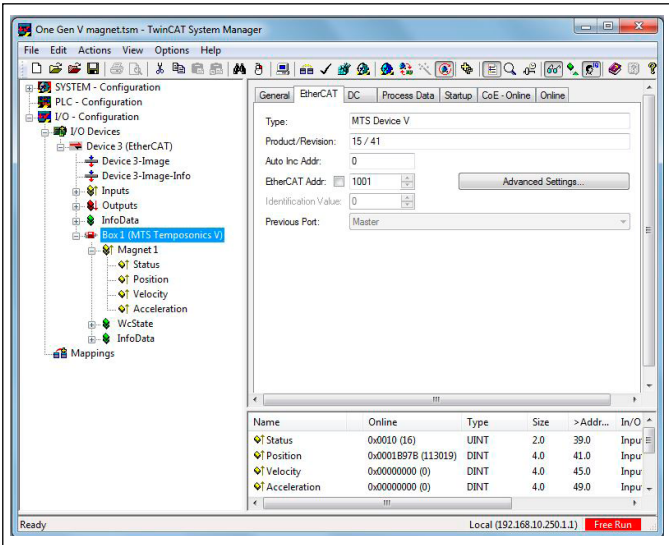 One Gen V magnet.tsm - TwinCAT System Manager
File Edit Actions View Options Help
SYSTEM - Configuration
PLC - Configuration
I/O - Configuration
I/O Devices
Device 3 (EtherCAT)
Device 3-Image
Device 3-Image-Info
Inputs
Outputs
InfoData
Box 1 (MTS Temposonics V)
Magnet 1
Status
Position
Velocity
Acceleration
WcState
InfoData
Mappings
General EtherCAT DC Process Data Startup CoE - Online Online
Type: MTS Device V
Product/Revision: 15 / 41
Auto Inc Addr: 0
EtherCAT Addr: 1001 Advanced Settings...
Identification Value: 0
Previous Port: Master
Name Online Type Size >Addr... In/O
Status 0x0010 (16) UINT 2.0 39.0 Inpu
Position 0x0001B97B (113019) DINT 4.0 41.0 Inpu
Velocity 0x00000000 (0) DINT 4.0 45.0 Inpu
Acceleration 0x00000000 (0) DINT 4.0 49.0 Inpu
Ready Local (192.168.10.250.1.1) Free Run